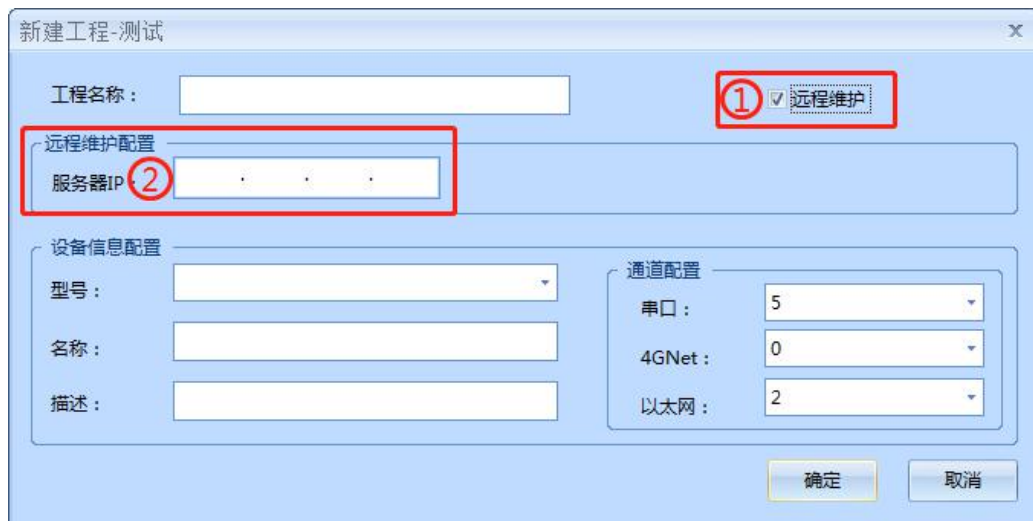 新建工程-测试
工程名称：
① 远程维护
远程维护配置
服务器IP： ② . . .
设备信息配置
型号：
名称：
描述：
通道配置
串口： 5
4GNet： 0
以太网： 2
确定 取消